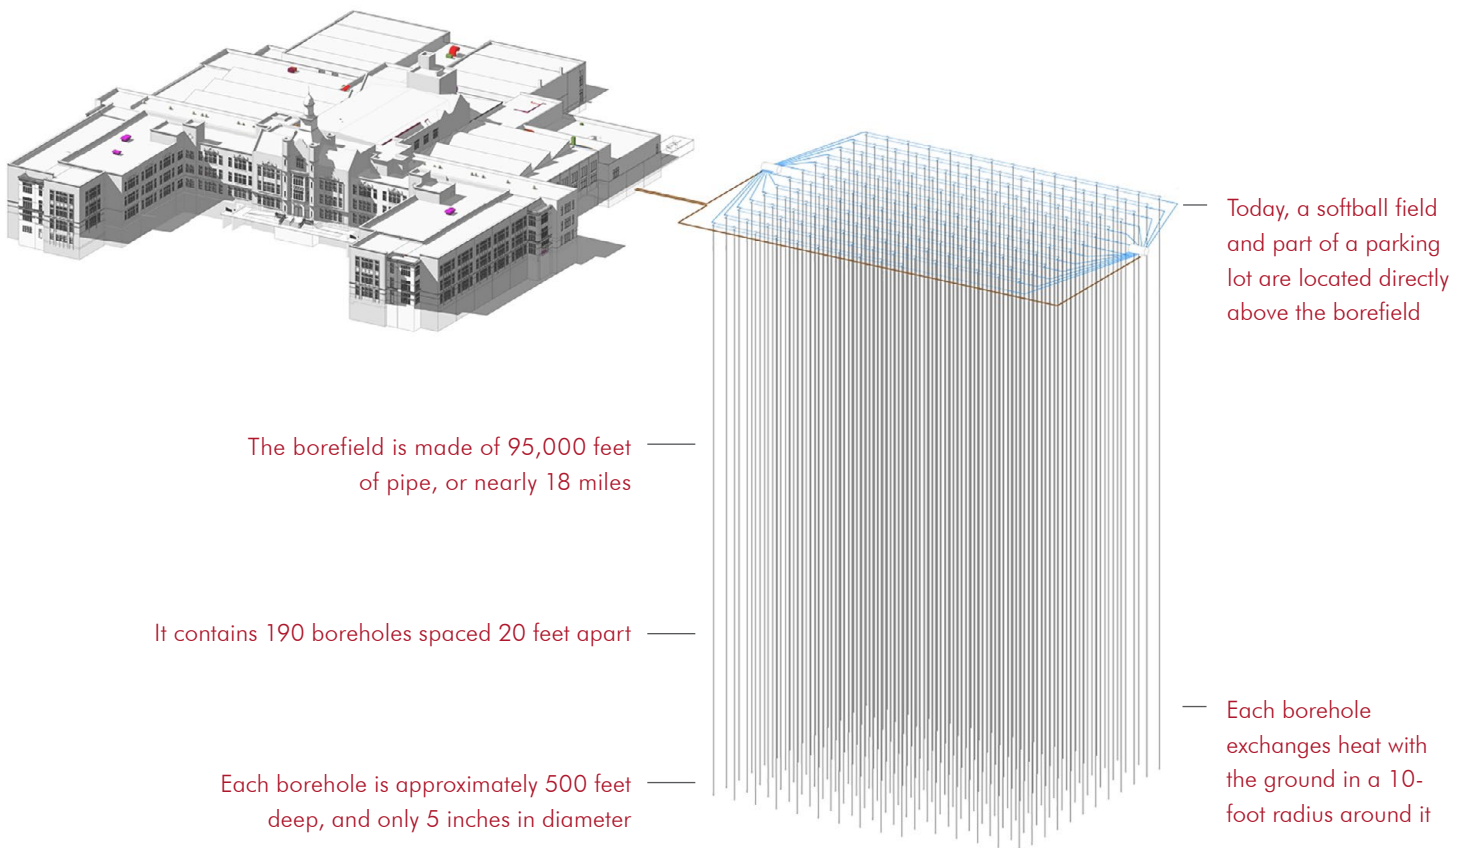 Today, a softball field
and part of a parking
lot are located directly
above the borefield
The borefield is made of 95,000 feet
of pipe, or nearly 18 miles
It contains 190 boreholes spaced 20 feet apart
Each borehole is approximately 500 feet
deep, and only 5 inches in diameter
Each borehole
exchanges heat with
the ground in a 10-
foot radius around it